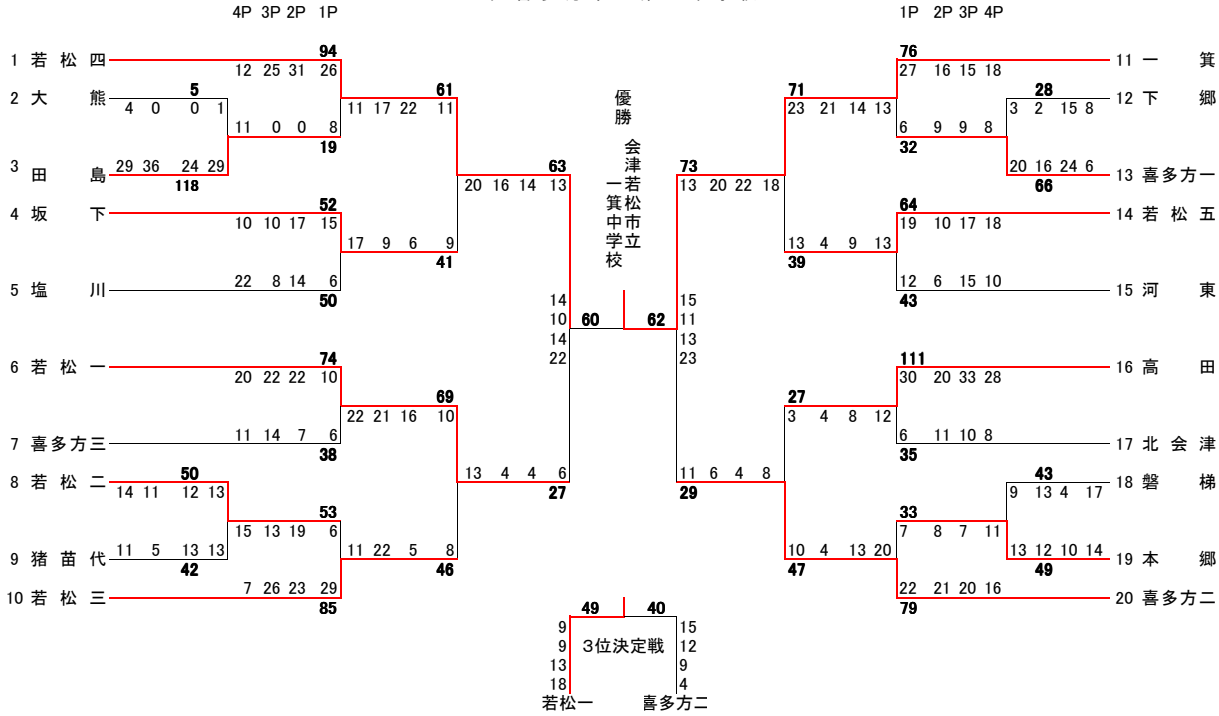 4P 3P 2P 1P
1P 2P 3P 4P
1 若松四
94
12 25 31 26
2 大熊
5
4 0 0 1
11 0 0 8
19
3 田島
29 36 24 29
118
61
11 17 22 11
4 坂下
52
10 10 17 15
5 塩川
22 8 14 6
50
17 9 6 9
41
63
20 16 14 13
6 若松一
74
20 22 22 10
7 喜多方三
11 14 7 6
38
69
22 21 16 10
8 若松二
50
14 11 12 13
9 猪苗代
11 5 13 13
42
53
15 13 19 6
10 若松三
7 26 23 29
85
11 22 5 8
46
13 4 4 6
27
優勝
会津若松市立
一箕中学校
14
10
14
22
60
62
15
11
13
23
11 一箕
76
27 16 15 18
12 下郷
28
3 2 15 8
13 喜多方一
20 16 24 6
66
6 9 9 8
32
71
23 21 14 13
14 若松五
64
19 10 17 18
15 河東
12 6 15 10
43
13 4 9 13
39
73
13 20 22 18
16 高田
111
30 20 33 28
17 北会津
6 11 10 8
35
27
3 4 8 12
18 磐梯
43
9 13 4 17
19 本郷
13 12 10 14
49
33
7 8 7 11
20 喜多方二
22 21 20 16
79
10 4 13 20
47
11 6 4 8
29
49
40
3位決定戦
9
9
13
18
15
12
9
4
若松一
喜多方二